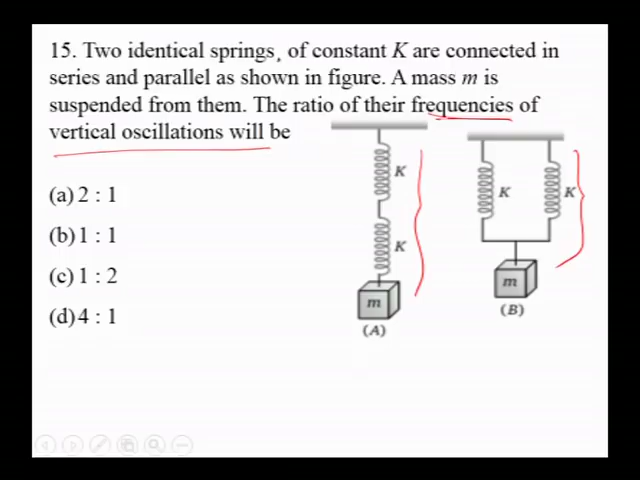 15. Two identical springs, of constant K are connected in
series and parallel as shown in figure. A mass m is
suspended from them. The ratio of their frequencies of
vertical oscillations will be
(a) 2 : 1
(b) 1 : 1
(c) 1 : 2
(d) 4 : 1
K
K
m
(A)
K
K
m
(B)